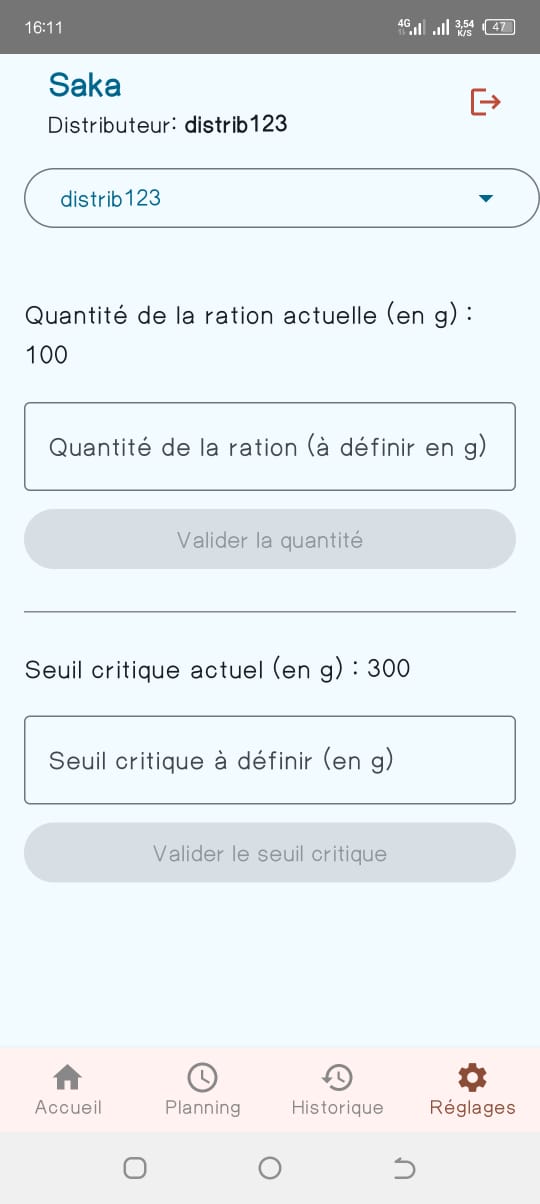 16:11 4G 3,54 K/S 47
Saka
Distributeur: distrib123
distrib123
Quantité de la ration actuelle (en g) :
100
Quantité de la ration (à définir en g)
Valider la quantité
Seuil critique actuel (en g) : 300
Seuil critique à définir (en g)
Valider le seuil critique
Accueil Planning Historique Réglages